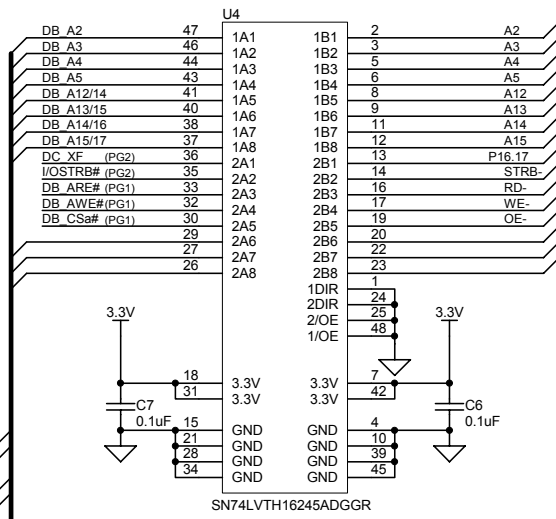 U4
DB_A2 47 1A1 1B1 2 A2
DB_A3 46 1A2 1B2 3 A3
DB_A4 44 1A3 1B3 5 A4
DB_A5 43 1A4 1B4 6 A5
DB_A12/14 41 1A5 1B5 8 A12
DB_A13/15 40 1A6 1B6 9 A13
DB_A14/16 38 1A7 1B7 11 A14
DB_A15/17 37 1A8 1B8 12 A15
DC_XF (PG2) 36 2A1 2B1 13 P16.17
I/OSTRB# (PG2) 35 2A2 2B2 14 STRB-
DB_ARE# (PG1) 33 2A3 2B3 16 RD-
DB_AWE# (PG1) 32 2A4 2B4 17 WE-
DB_CSa# (PG1) 30 2A5 2B5 19 OE-
29 2A6 2B6 20
27 2A7 2B7 22
26 2A8 2B8 23
1DIR 1
2DIR 24
2/OE 25
1/OE 48
3.3V 3.3V
18 3.3V 3.3V 7
31 3.3V 3.3V 42
C7 C6
0.1uF 0.1uF
15 GND GND 4
21 GND GND 10
28 GND GND 39
34 GND GND 45
SN74LVTH16245ADGGR